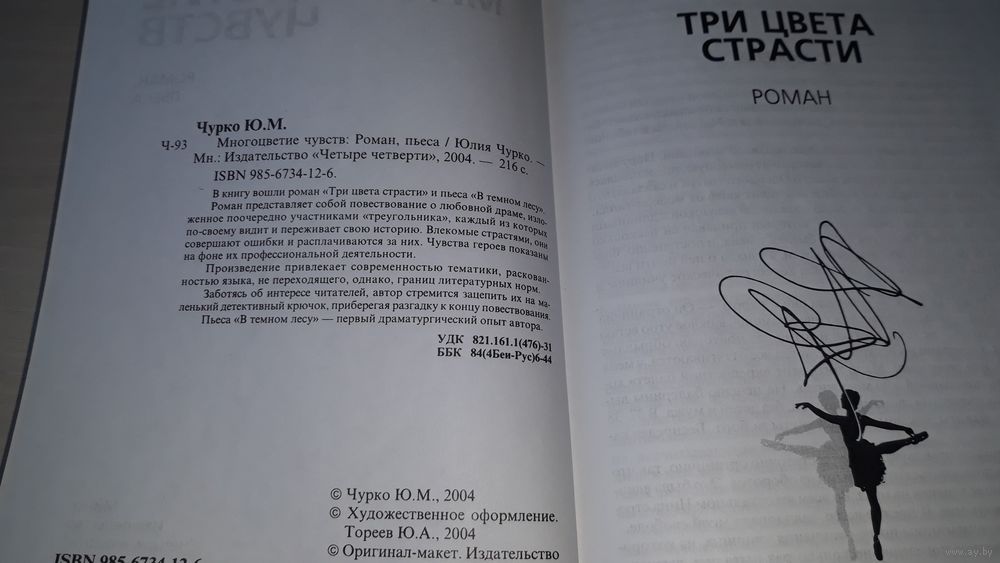 Чурко Ю.М.
Ч-93 Многоцветие чувств: Роман, пьеса / Юлия Чурко. —
Мн.: Издательство «Четыре четверти», 2004. — 216 с.
ISBN 985-6734-12-6.
В книгу вошли роман «Три цвета страсти» и пьеса «В темном лесу».
Роман представляет собой повествование о любовной драме, изло-
женное поочередно участниками «треугольника», каждый из которых
по-своему видит и переживает свою историю. Влекомые страстями, они
совершают ошибки и расплачиваются за них. Чувства героев показаны
на фоне их профессиональной деятельности.
Произведение привлекает современностью тематики, раскован-
ностью языка, не переходящего, однако, границ литературных норм.
Заботясь об интересе читателей, автор стремится зацепить их на ма-
ленький детективный крючок, приберегая разгадку к концу повествования.
Пьеса «В темном лесу» — первый драматургический опыт автора.
УДК 821.161.1(476)-31
ББК 84(4Беи-Рус)6-44
© Чурко Ю.М., 2004
© Художественное оформление.
Тореев Ю.А., 2004
© Оригинал-макет. Издательство
ISBN 985-6734-12-6
ТРИ ЦВЕТА
СТРАСТИ
РОМАН
www.ay.by